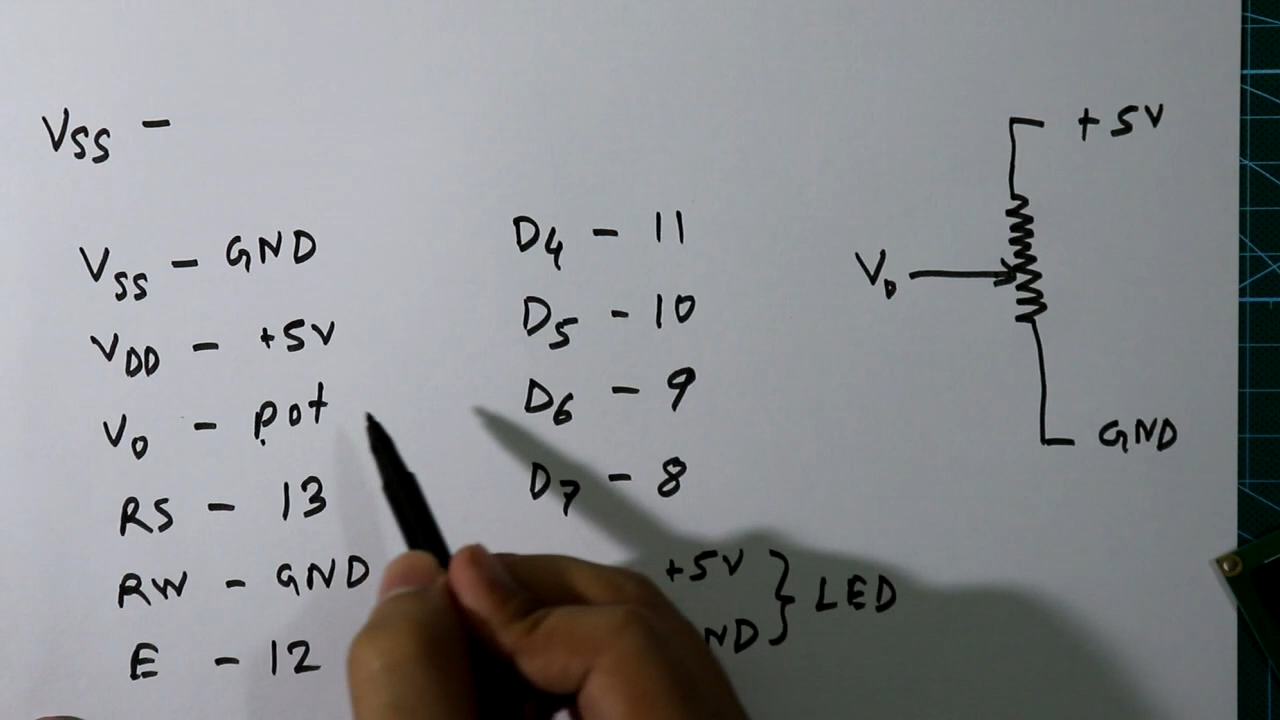 VSS -
VSS - GND
VDD - +5V
V0 - pot
RS - 13
RW - GND
E - 12
D4 - 11
D5 - 10
D6 - 9
D7 - 8
+5V
ND } LED
+5V
V0
GND